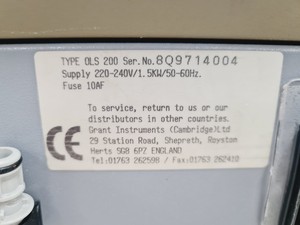 TYPE OLS 200 Ser.No.8Q9714004
Supply 220-240V/1.5KW/50-60Hz.
Fuse 10AF
To service, return to us or our
distributors in other countries.
Grant Instruments (Cambridge)Ltd
29 Station Road, Shepreth, Royston
Herts SG8 6PZ ENGLAND
Tel:01763 262598 / Fax:01763 262410
CE